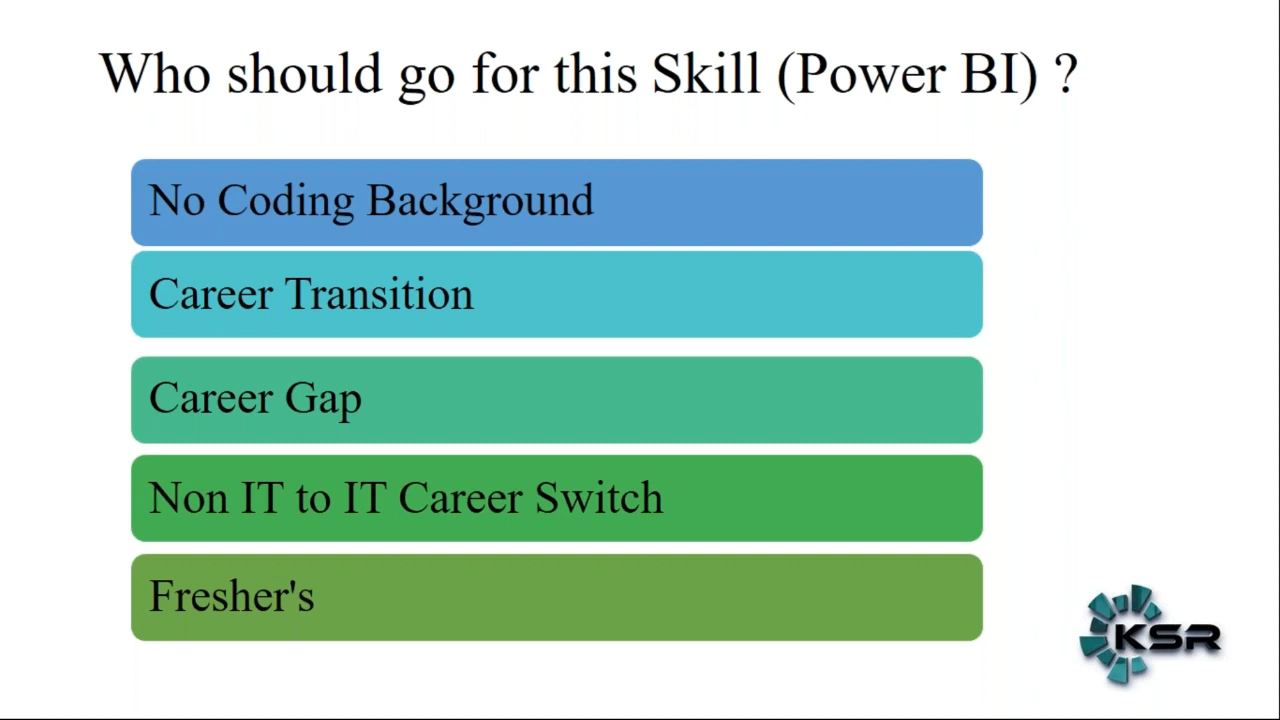 Who should go for this Skill (Power BI) ?
No Coding Background
Career Transition
Career Gap
Non IT to IT Career Switch
Fresher's
KSR